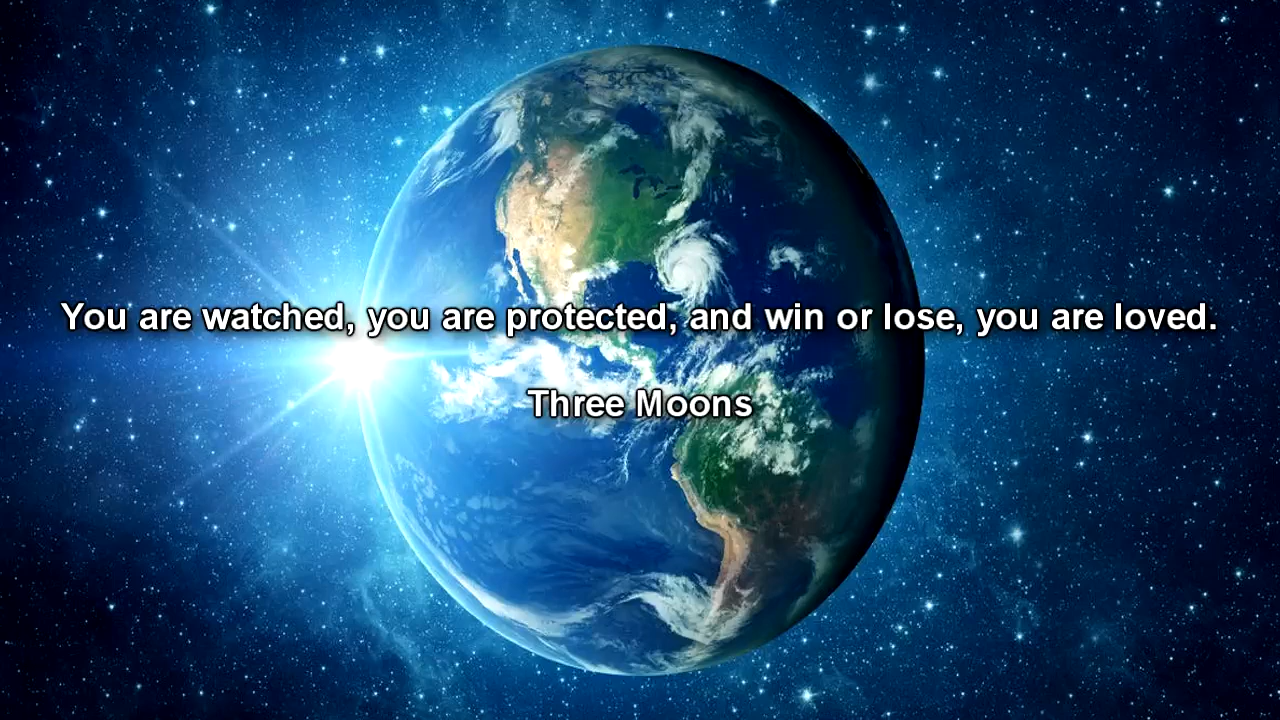 You are watched, you are protected, and win or lose, you are loved.
Three Moons